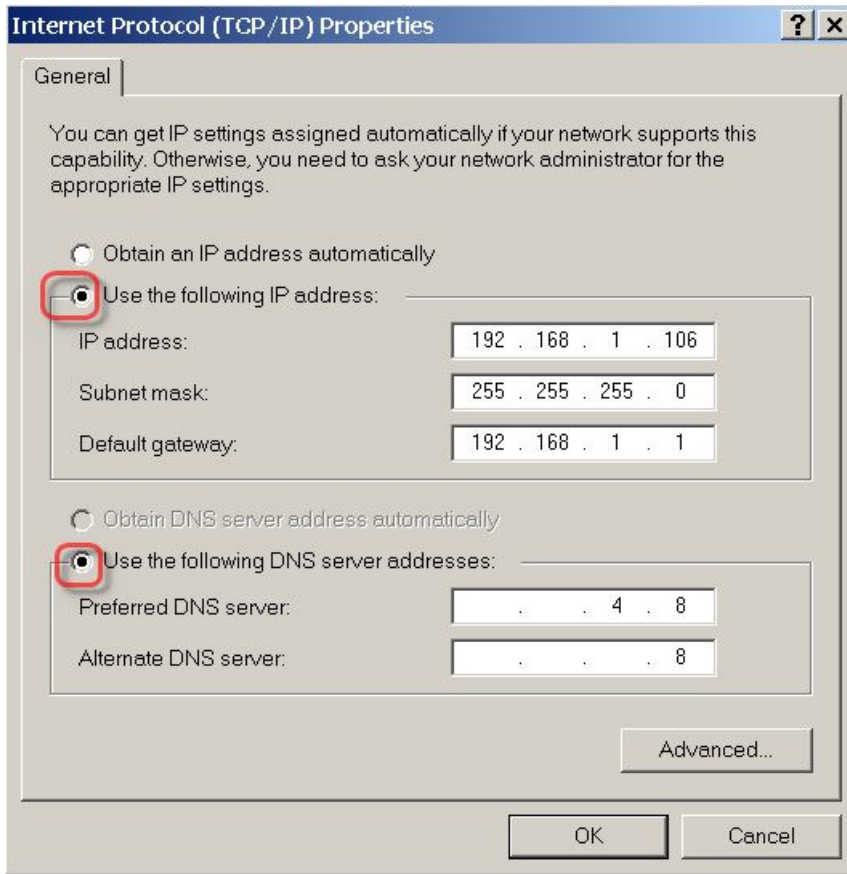 Internet Protocol (TCP/IP) Properties
General
You can get IP settings assigned automatically if your network supports this
capability. Otherwise, you need to ask your network administrator for the
appropriate IP settings.
Obtain an IP address automatically
Use the following IP address:
IP address: 192 . 168 . 1 . 106
Subnet mask: 255 . 255 . 255 . 0
Default gateway: 192 . 168 . 1 . 1
Obtain DNS server address automatically
Use the following DNS server addresses:
Preferred DNS server: . . 4 . 8
Alternate DNS server: . . . 8
Advanced...
OK Cancel